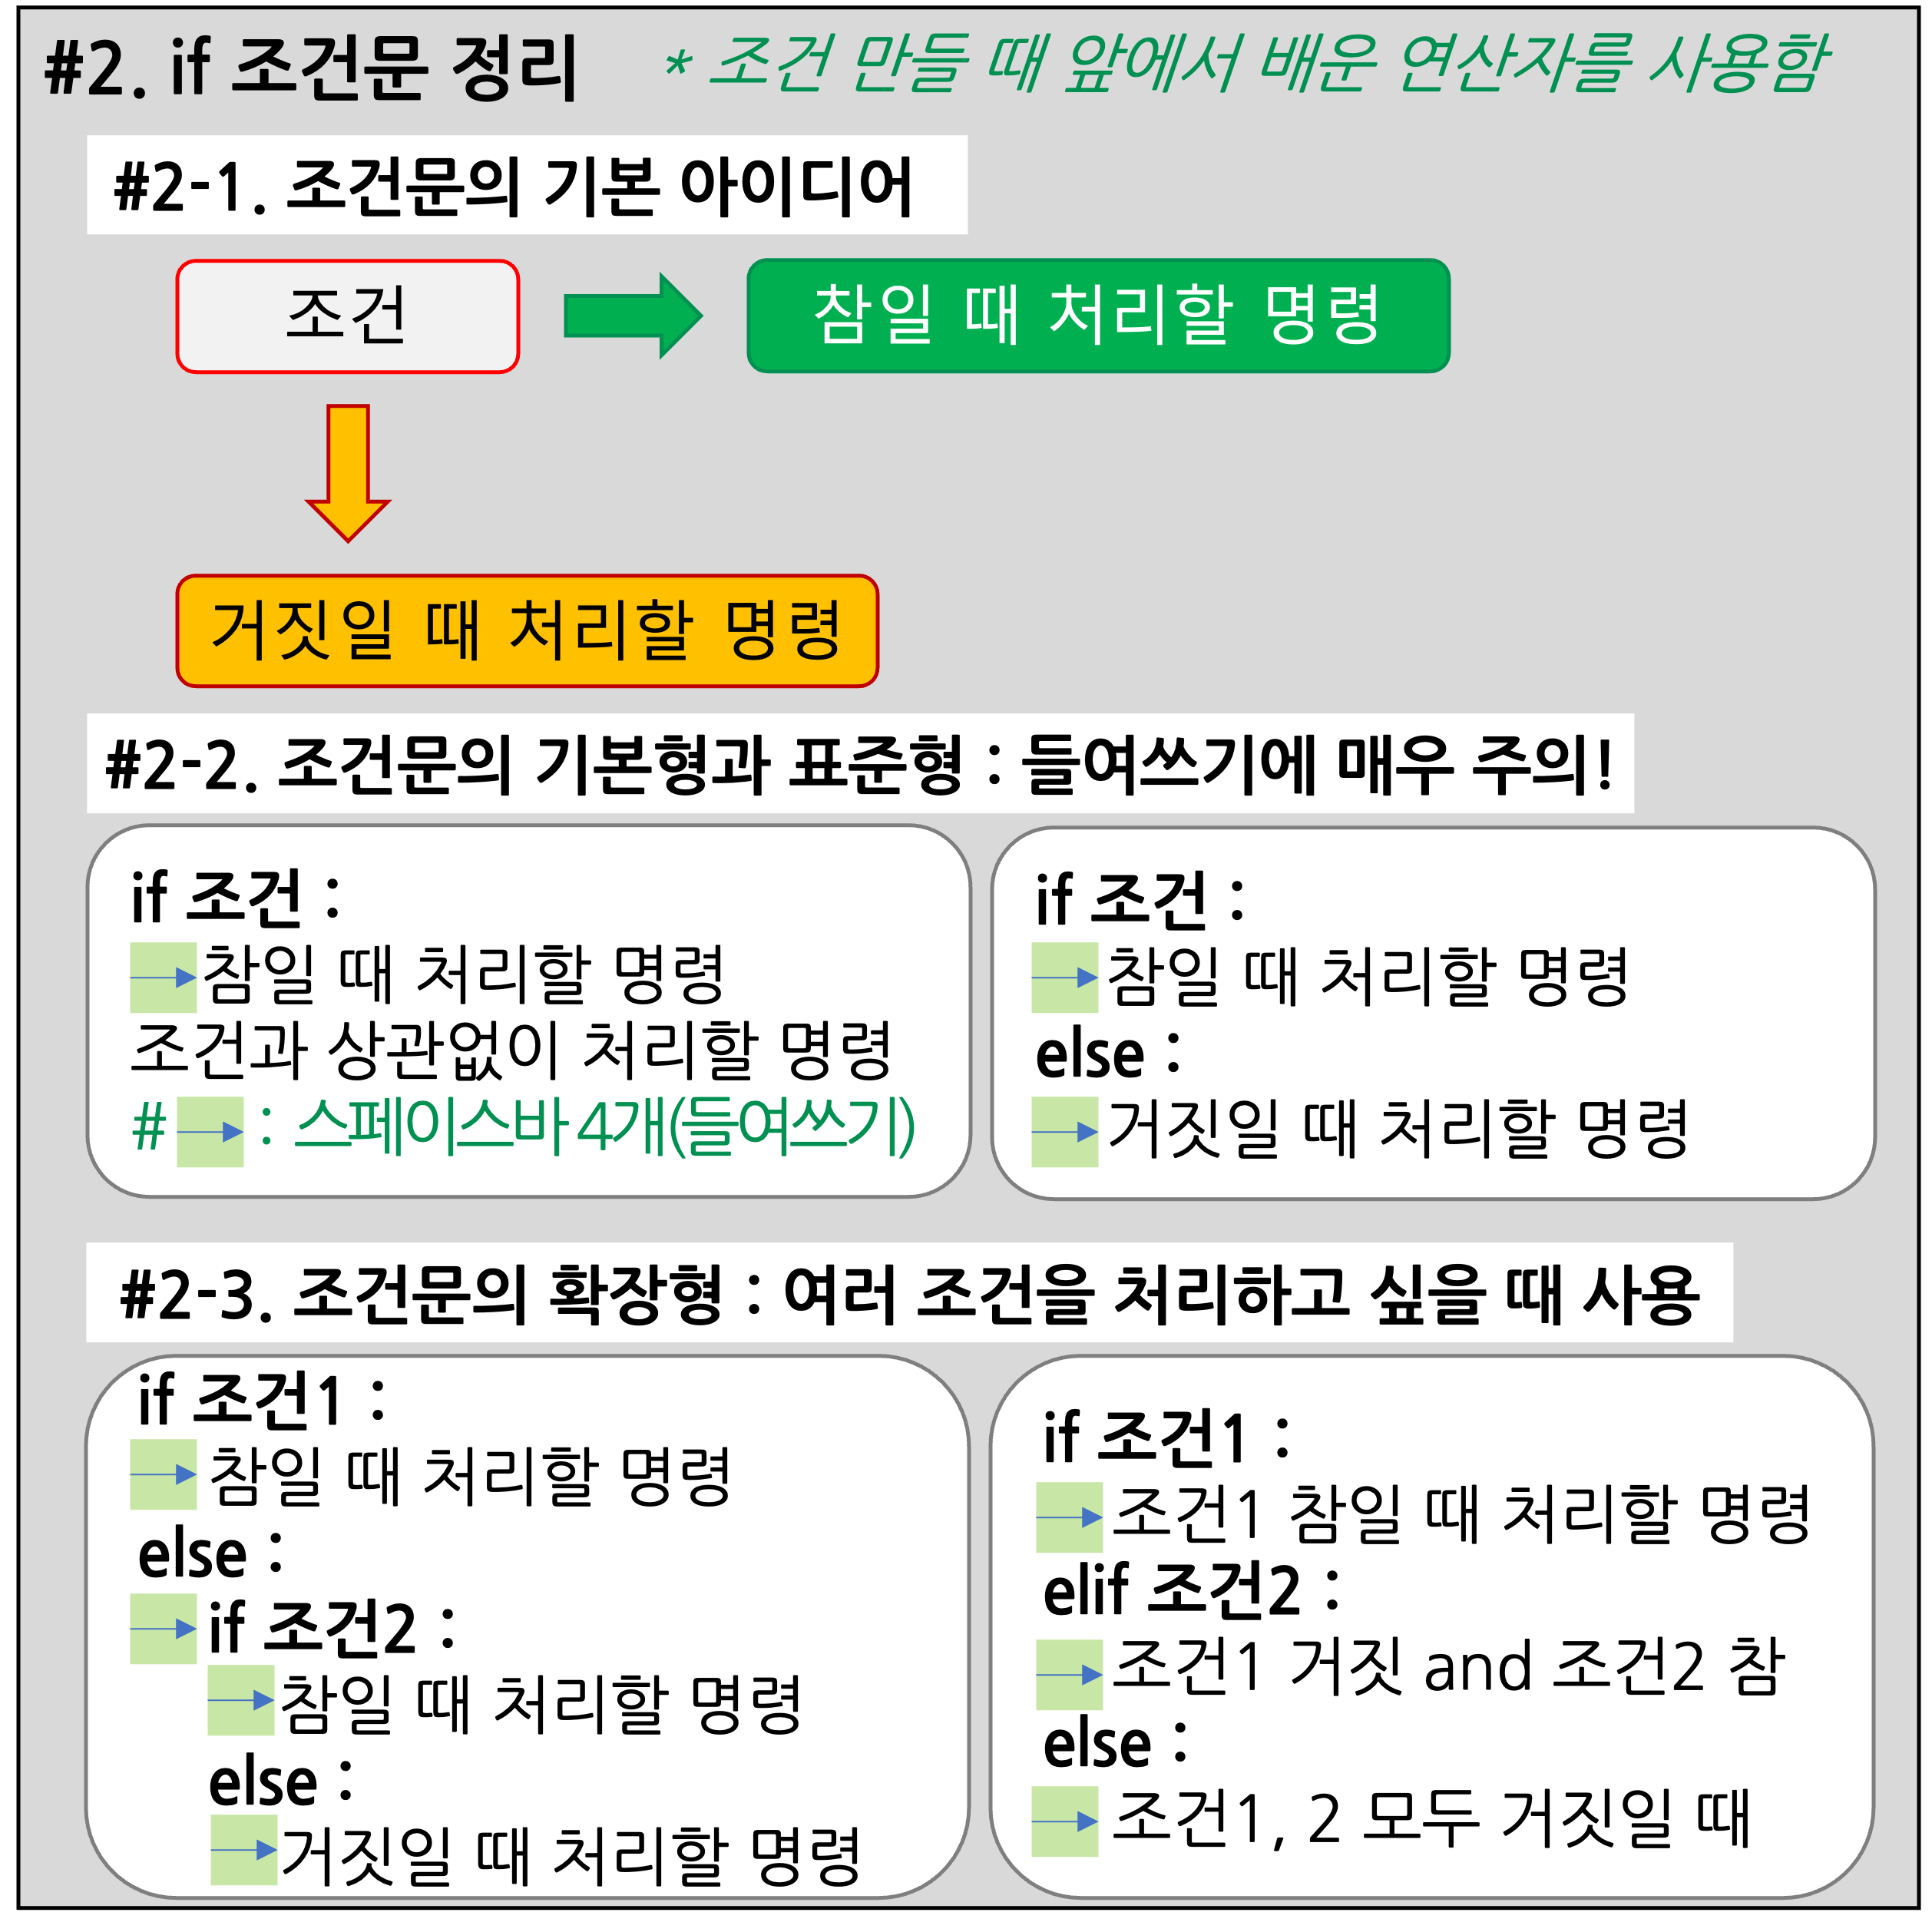 #2. if 조건문 정리
* 조건 만들 때 위에서 배운 연산자를 사용함
#2-1. 조건문의 기본 아이디어
조건
참일 때 처리할 명령
거짓일 때 처리할 명령
#2-2. 조건문의 기본형과 표준형 : 들여쓰기에 매우 주의!
if 조건 :
참일 때 처리할 명령
조건과 상관없이 처리할 명령
# : 스페이스바 4개(들여쓰기)
if 조건 :
참일 때 처리할 명령
else :
거짓일 때 처리할 명령
#2-3. 조건문의 확장형 : 여러 조건을 처리하고 싶을 때 사용
if 조건1 :
참일 때 처리할 명령
else :
if 조건2 :
참일 때 처리할 명령
else :
거짓일 때 처리할 명령
if 조건1 :
조건1 참일 때 처리할 명령
elif 조건2 :
조건1 거짓 and 조건2 참
else :
조건1, 2 모두 거짓일 때